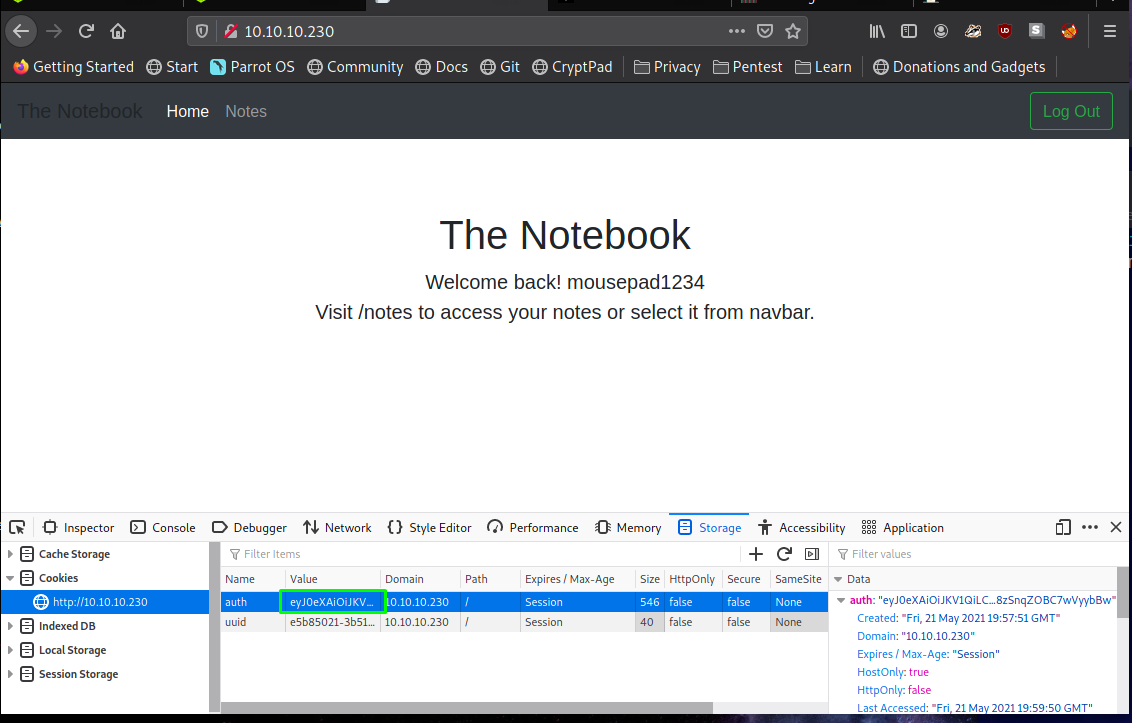 10.10.10.230
Getting Started Start Parrot OS Community Docs Git CryptPad Privacy Pentest Learn Donations and Gadgets
The Notebook Home Notes Log Out
The Notebook
Welcome back! mousepad1234
Visit /notes to access your notes or select it from navbar.
Inspector Console Debugger Network Style Editor Performance Memory Storage Accessibility Application
Cache Storage
Cookies
http://10.10.10.230
Indexed DB
Local Storage
Session Storage
Filter Items
Name Value Domain Path Expires / Max-Age Size HttpOnly Secure SameSite
auth eyJ0eXAiOiJKV... 10.10.10.230 / Session 546 false false None
uuid e5b85021-3b51... 10.10.10.230 / Session 40 false false None
Filter values
Data
auth: "eyJ0eXAiOiJKV1QiLC...8zSnqZOBC7wVyybBw"
Created: "Fri, 21 May 2021 19:57:51 GMT"
Domain: "10.10.10.230"
Expires / Max-Age: "Session"
HostOnly: true
HttpOnly: false
Last Accessed: "Fri, 21 May 2021 19:59:50 GMT"